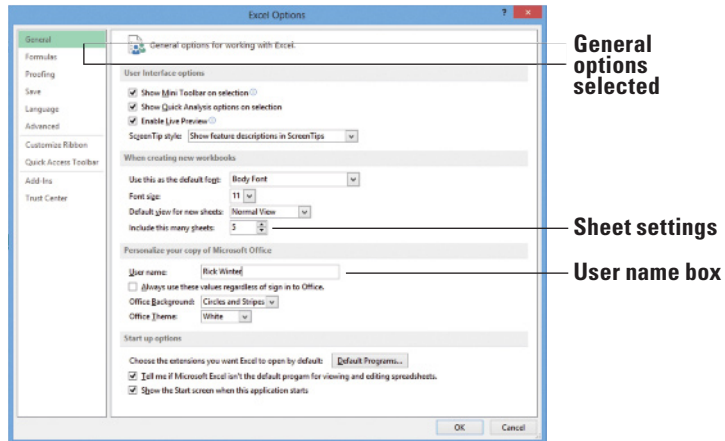 Excel Options
?
×
General
Formulas
Proofing
Save
Language
Advanced
Customize Ribbon
Quick Access Toolbar
Add-Ins
Trust Center
General options for working with Excel.
User Interface options
Show Mini Toolbar on selection
Show Quick Analysis options on selection
Enable Live Preview
ScreenTip style: Show feature descriptions in ScreenTips
When creating new workbooks
Use this as the default font: Body Font
Font size: 11
Default view for new sheets: Normal View
Include this many sheets: 5
Personalize your copy of Microsoft Office
User name: Rick Winter
Always use these values regardless of sign in to Office.
Office Background: Circles and Stripes
Office Theme: White
Start up options
Choose the extensions you want Excel to open by default: Default Programs...
Tell me if Microsoft Excel isn't the default progam for viewing and editing spreadsheets.
Show the Start screen when this application starts
OK Cancel
General
options
selected
Sheet settings
User name box